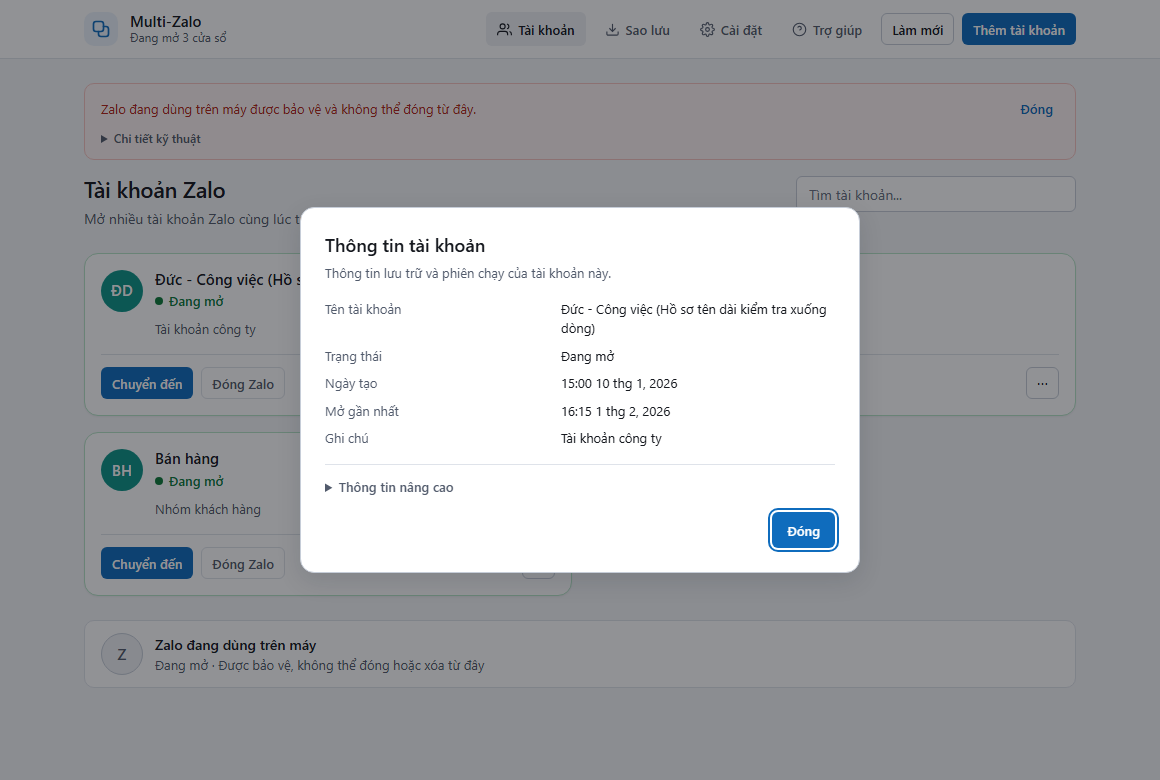 Multi-Zalo
Đang mở 3 cửa sổ
Tài khoản
Sao lưu
Cài đặt
Trợ giúp
Làm mới
Thêm tài khoản
Zalo đang dùng trên máy được bảo vệ và không thể đóng từ đây.
Đóng
Chi tiết kỹ thuật
Tài khoản Zalo
Tìm tài khoản...
Mở nhiều tài khoản Zalo cùng lúc
ĐD
Đức - Công việc (Hồ
Đang mở
Tài khoản công ty
Chuyển đến
Đóng Zalo
...
BH
Bán hàng
Đang mở
Nhóm khách hàng
Chuyển đến
Đóng Zalo
Thông tin tài khoản
Thông tin lưu trữ và phiên chạy của tài khoản này.
Tên tài khoản
Đức - Công việc (Hồ sơ tên dài kiểm tra xuống
dòng)
Trạng thái
Đang mở
Ngày tạo
15:00 10 thg 1, 2026
Mở gần nhất
16:15 1 thg 2, 2026
Ghi chú
Tài khoản công ty
Thông tin nâng cao
Đóng
Z
Zalo đang dùng trên máy
Đang mở · Được bảo vệ, không thể đóng hoặc xóa từ đây